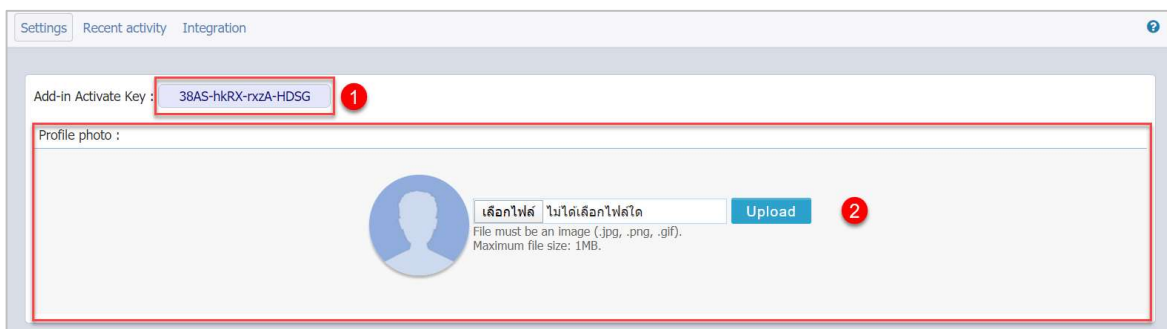 Settings Recent activity Integration
Add-in Activate Key : 38AS-hkRX-rxzA-HDSG 1
Profile photo :
เลือกไฟล์ ไม่ได้เลือกไฟล์ใด Upload 2
File must be an image (.jpg, .png, .gif).
Maximum file size: 1MB.